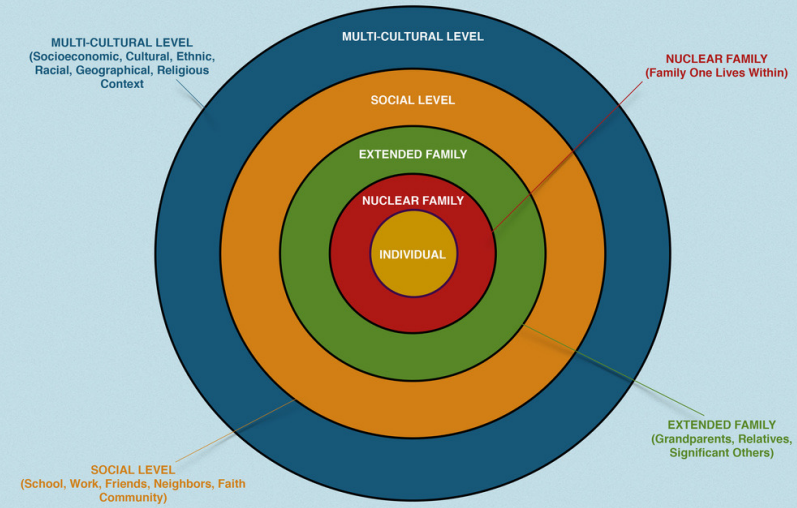 MULTI-CULTURAL LEVEL
(Socioeconomic, Cultural, Ethnic,
Racial, Geographical, Religious
Context
MULTI-CULTURAL LEVEL
NUCLEAR FAMILY
(Family One Lives Within)
SOCIAL LEVEL
EXTENDED FAMILY
NUCLEAR FAMILY
INDIVIDUAL
EXTENDED FAMILY
(Grandparents, Relatives,
Significant Others)
SOCIAL LEVEL
(School, Work, Friends, Neighbors, Faith
Community)